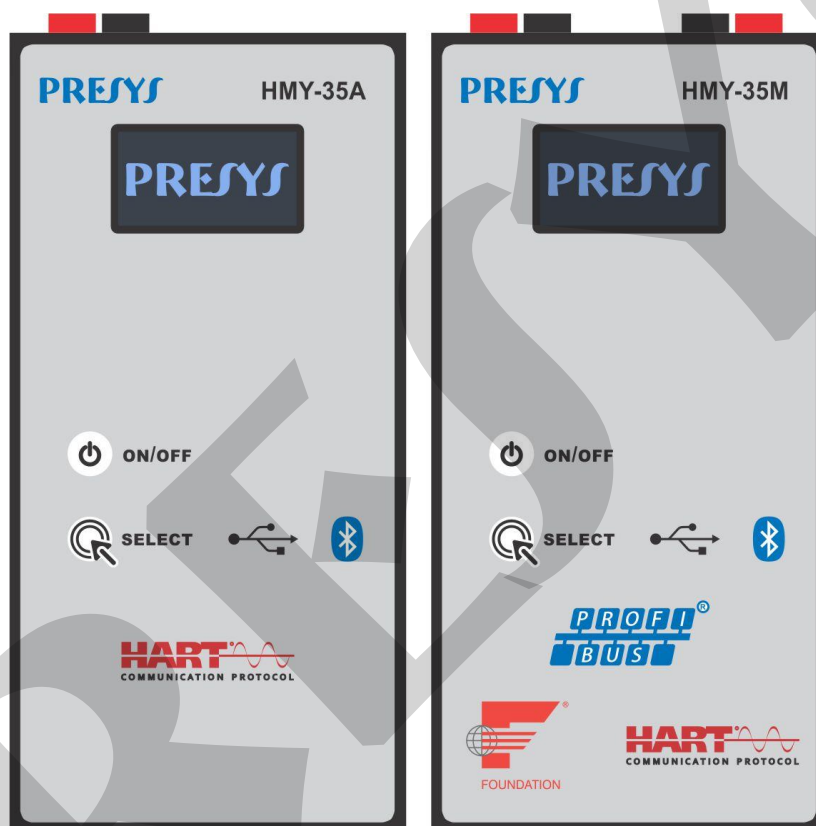 PRESYS HMY-35A
PRESYS
ON/OFF
SELECT
HART
COMMUNICATION PROTOCOL
PRESYS HMY-35M
PRESYS
ON/OFF
SELECT
PROFI®
BUS
®
FOUNDATION
HART
COMMUNICATION PROTOCOL
PRESYS